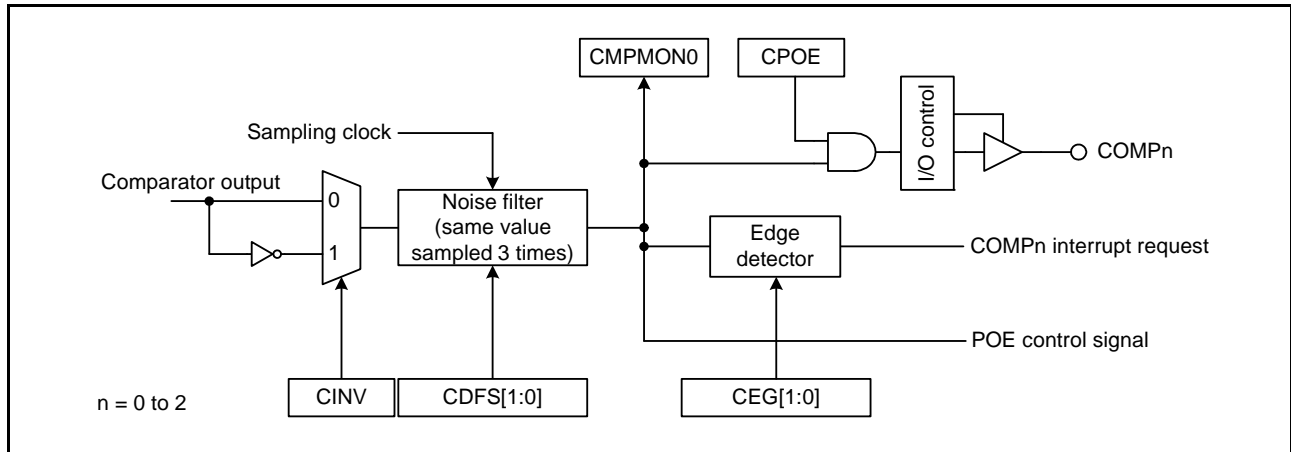 CMPMON0
CPOE
I/O control
Sampling clock
COMPn
Comparator output
0
1
Noise filter
(same value
sampled 3 times)
Edge
detector
COMPn interrupt request
POE control signal
CINV
CDFS[1:0]
CEG[1:0]
n = 0 to 2